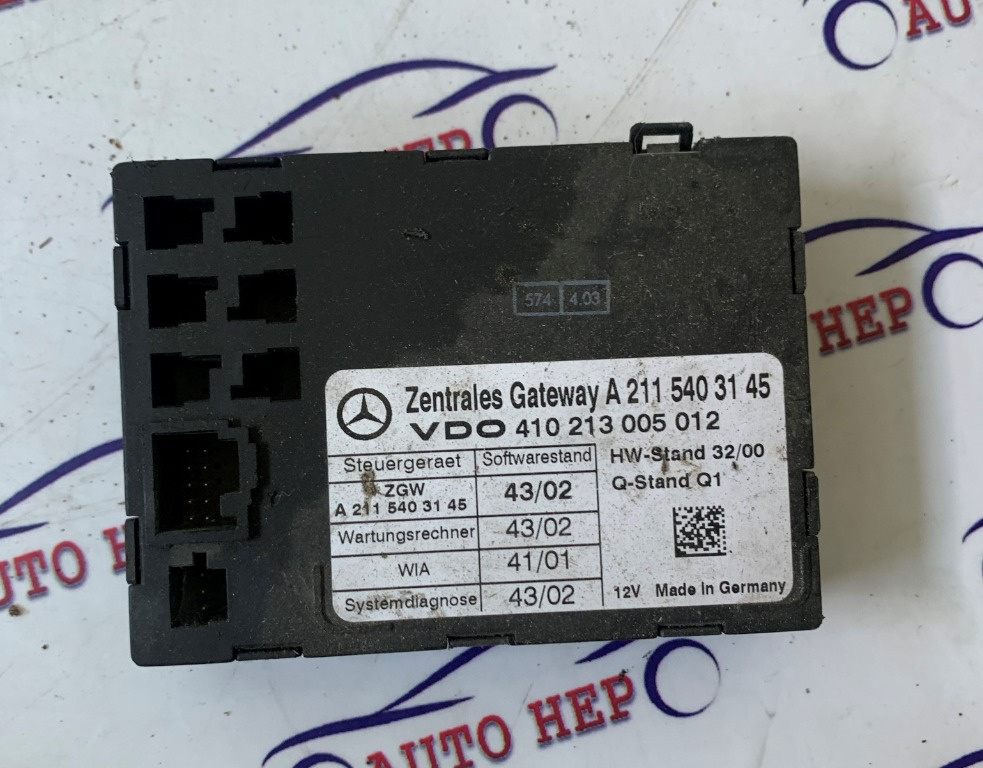 AUTO HEP
574 4.03
Zentrales Gateway A 211 540 31 45
VDO 410 213 005 012
Steuergeraet Softwarestand
HW-Stand 32/00
Q-Stand Q1
ZGW
A 211 540 31 45 43/02
Wartungsrechner 43/02
WIA 41/01
Systemdiagnose 43/02
12V Made in Germany
AU
HEP
HEP
AUTO H
AUTO HEP